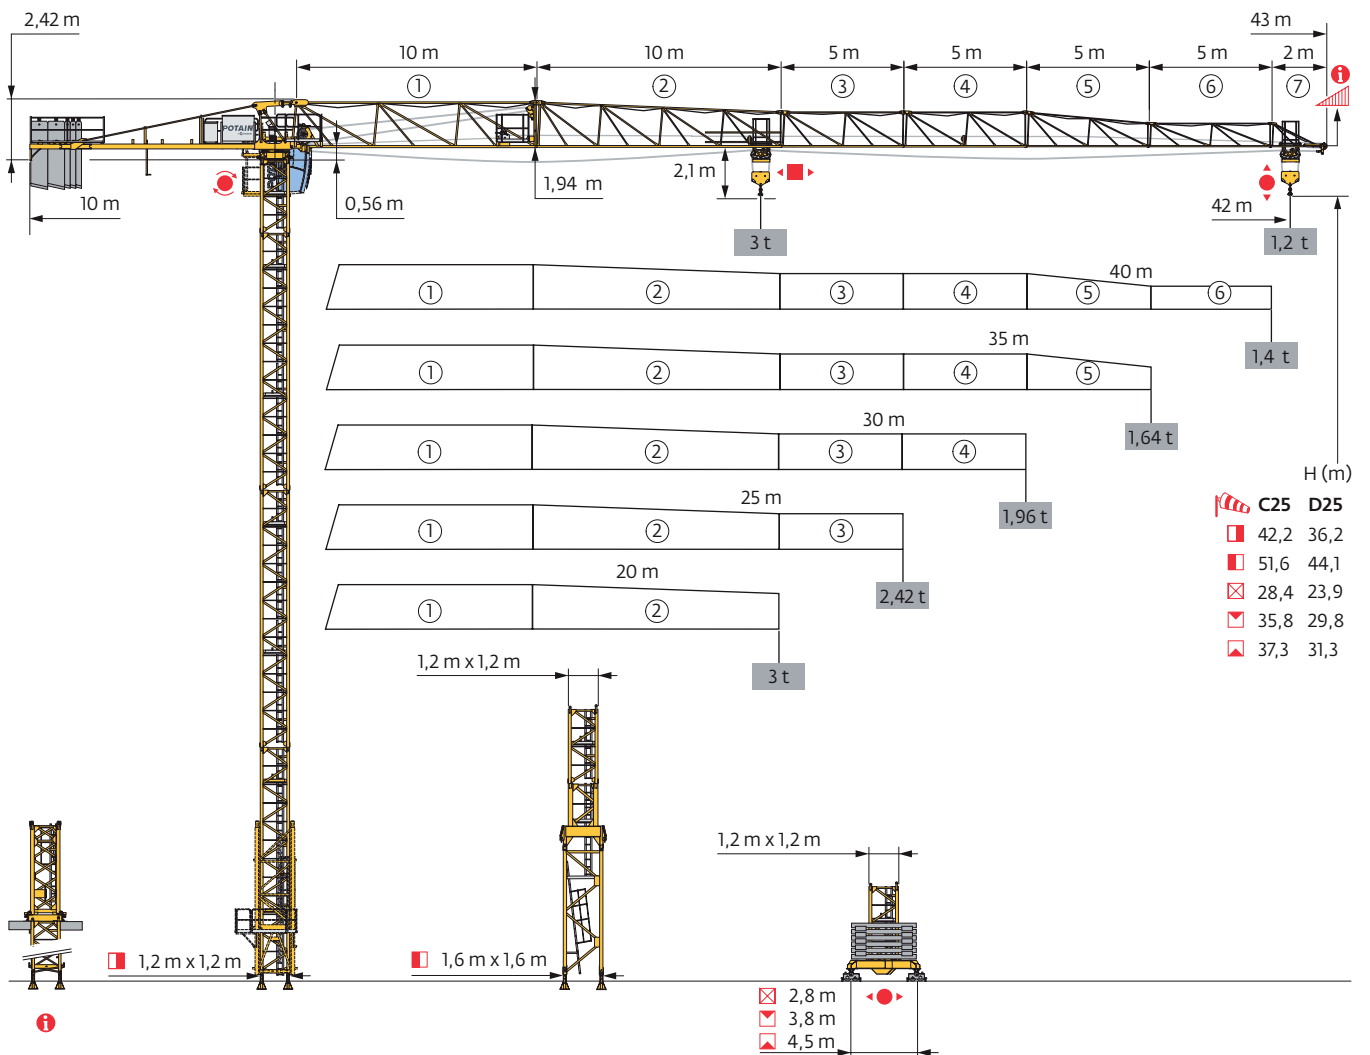 2,42 m
43 m
10 m
10 m
5 m
5 m
5 m
5 m
2 m
① ② ③ ④ ⑤ ⑥ ⑦
i
POTAIN
10 m
0,56 m
1,94 m
2,1 m
42 m
3 t
1,2 t
40 m
① ② ③ ④ ⑤ ⑥
1,4 t
35 m
① ② ③ ④ ⑤
1,64 t
30 m
① ② ③ ④
1,96 t
25 m
① ② ③
2,42 t
20 m
① ②
3 t
H (m)
C25 D25
42,2 36,2
51,6 44,1
28,4 23,9
35,8 29,8
37,3 31,3
1,2 m x 1,2 m
1,2 m x 1,2 m
1,2 m x 1,2 m
1,6 m x 1,6 m
2,8 m
3,8 m
4,5 m
i